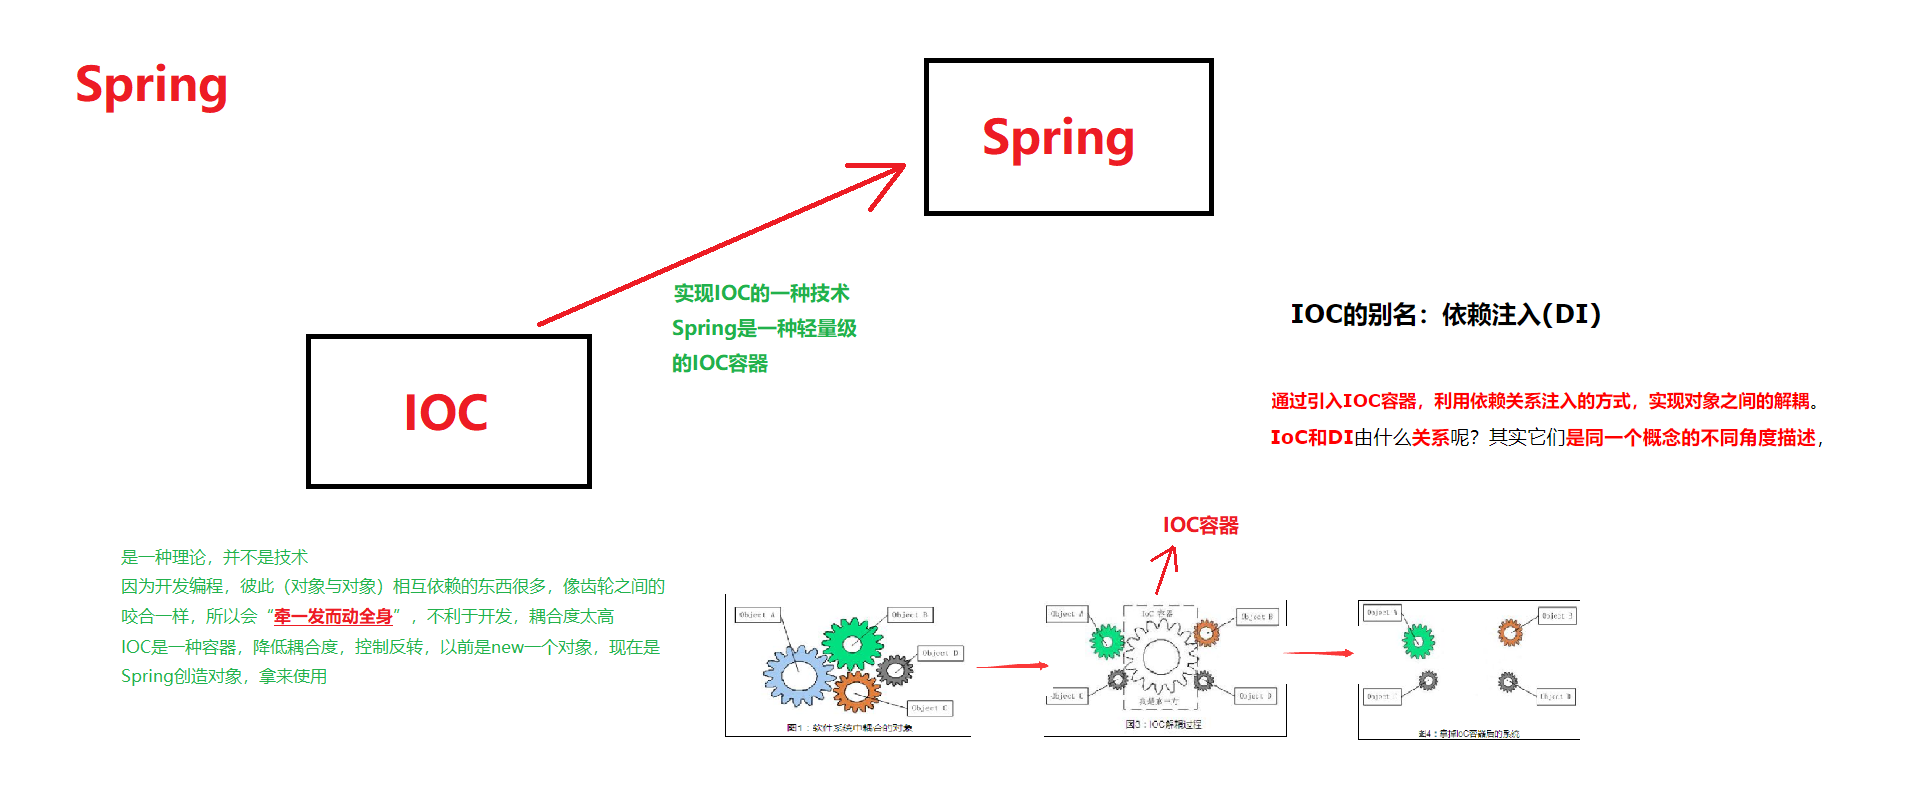 Spring
Spring
实现IOC的一种技术
Spring是一种轻量级
的IOC容器
IOC的别名：依赖注入(DI)
IOC
通过引入IOC容器，利用依赖关系注入的方式，实现对象之间的解耦。
IoC和DI由什么关系呢？其实它们是同一个概念的不同角度描述，
IOC容器
是一种理论，并不是技术
因为开发编程，彼此（对象与对象）相互依赖的东西很多，像齿轮之间的
咬合一样，所以会“牵一发而动全身”，不利于开发，耦合度太高
IOC是一种容器，降低耦合度，控制反转，以前是new一个对象，现在是
Spring创造对象，拿来使用
Object A
Object B
Object D
Object C
图1：软件系统中耦合的对象
Object A
IoC 容器
Object B
Object C
Object D
我是第三方
图3：IOC解耦过程
Object A
Object B
Object
Object
图4：拿掉IoC容器后的系统